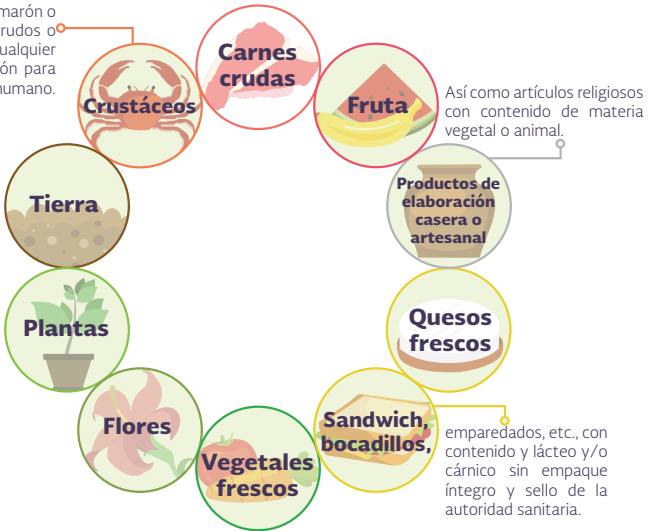 marón o
rudos o
ualquier
ón para
humano.
Crustáceos
Carnes
crudas
Fruta
Así como artículos religiosos
con contenido de materia
vegetal o animal.
Productos de
elaboración
casera o
artesanal
Quesos
frescos
Sandwich,
bocadillos,
emparedados, etc., con
contenido y lácteo y/o
cárnico sin empaque
íntegro y sello de la
autoridad sanitaria.
Vegetales
frescos
Flores
Plantas
Tierra